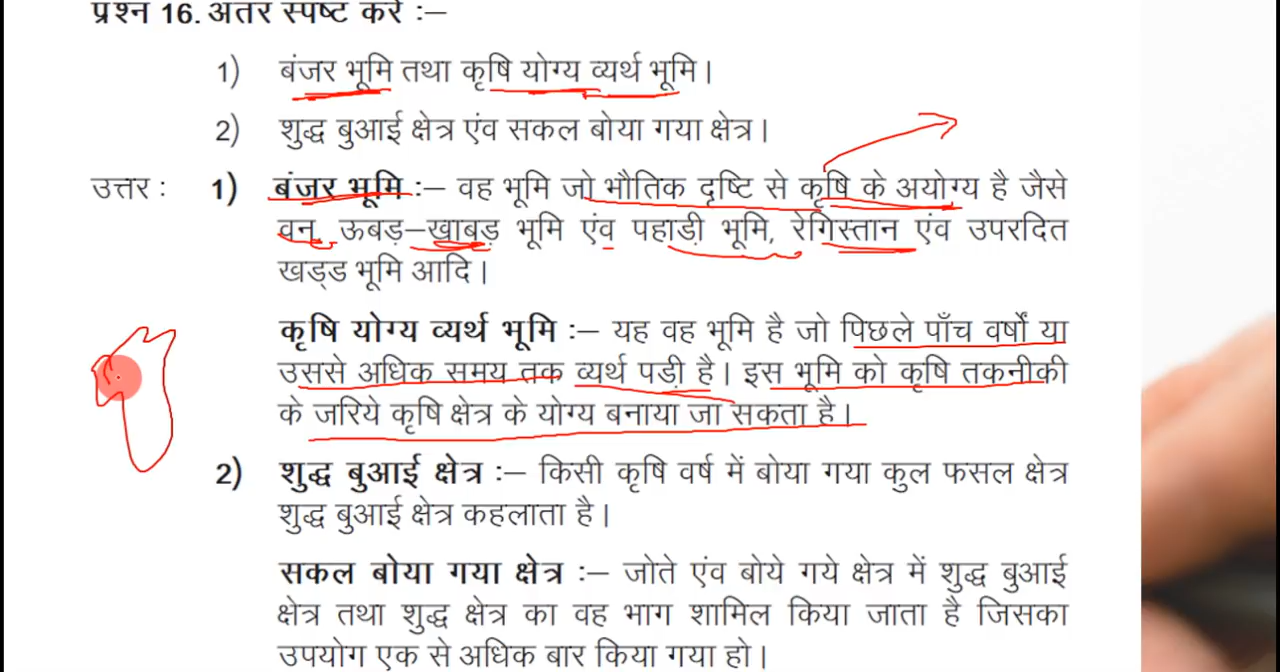 प्रश्न 16. अंतर स्पष्ट करें :–
1) बंजर भूमि तथा कृषि योग्य व्यर्थ भूमि।
2) शुद्ध बुआई क्षेत्र एंव सकल बोया गया क्षेत्र।
उत्तर : 1) बंजर भूमि :– वह भूमि जो भौतिक दृष्टि से कृषि के अयोग्य है जैसे
वन, ऊबड़–खाबड़ भूमि एंव पहाडी़ भूमि, रेगिस्तान एंव उपरदित
खड्ड भूमि आदि।
कृषि योग्य व्यर्थ भूमि :– यह वह भूमि है जो पिछले पाँच वर्षों या
उससे अधिक समय तक व्यर्थ पडी़ है। इस भूमि को कृषि तकनीकी
के जरिये कृषि क्षेत्र के योग्य बनाया जा सकता है।
2) शुद्ध बुआई क्षेत्र :– किसी कृषि वर्ष में बोया गया कुल फसल क्षेत्र
शुद्ध बुआई क्षेत्र कहलाता है।
सकल बोया गया क्षेत्र :– जोते एंव बोये गये क्षेत्र में शुद्ध बुआई
क्षेत्र तथा शुद्ध क्षेत्र का वह भाग शामिल किया जाता है जिसका
उपयोग एक से अधिक बार किया गया हो।